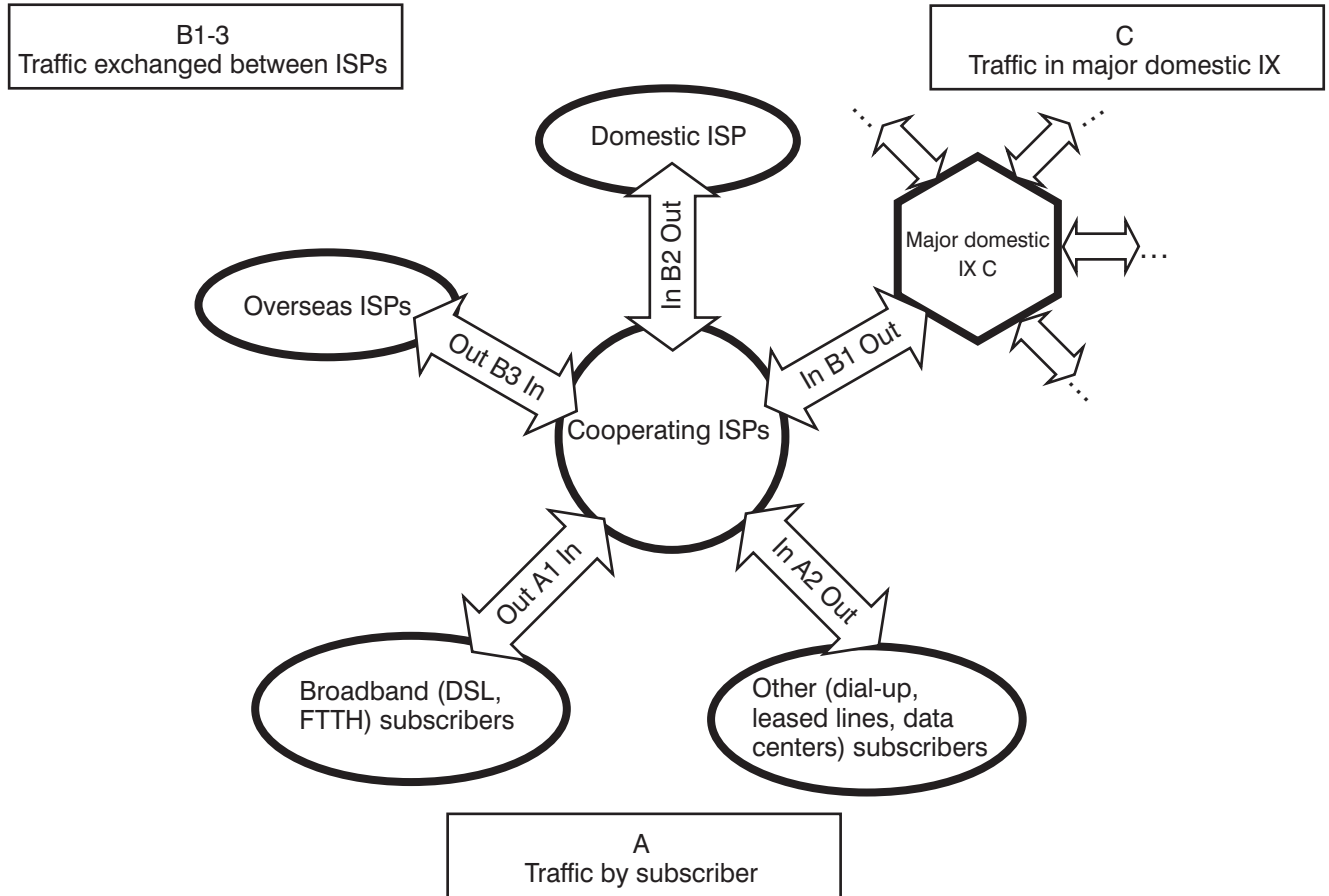 B1-3
Traffic exchanged between ISPs
C
Traffic in major domestic IX
Domestic ISP
In B2 Out
Major domestic
IX C
Overseas ISPs
Out B3 In
In B1 Out
Cooperating ISPs
Out A1 In
In A2 Out
Broadband (DSL,
FTTH) subscribers
Other (dial-up,
leased lines, data
centers) subscribers
A
Traffic by subscriber